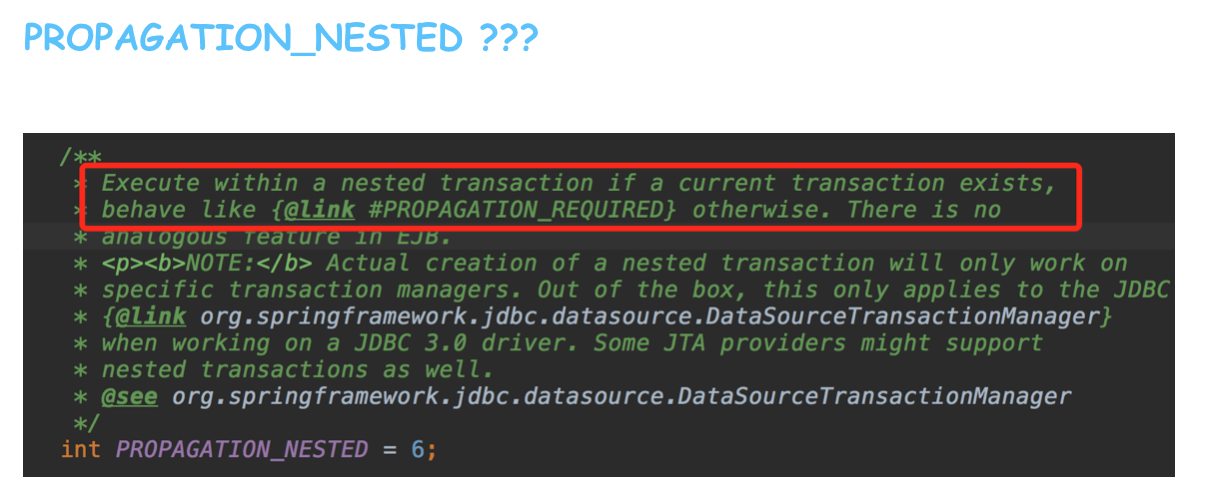 PROPAGATION_NESTED ???
/**
* Execute within a nested transaction if a current transaction exists,
* behave like {@link #PROPAGATION_REQUIRED} otherwise. There is no
* analogous feature in EJB.
* <p><b>NOTE:</b> Actual creation of a nested transaction will only work on
* specific transaction managers. Out of the box, this only applies to the JDBC
* {@link org.springframework.jdbc.datasource.DataSourceTransactionManager}
* when working on a JDBC 3.0 driver. Some JTA providers might support
* nested transactions as well.
* @see org.springframework.jdbc.datasource.DataSourceTransactionManager
*/
int PROPAGATION_NESTED = 6;